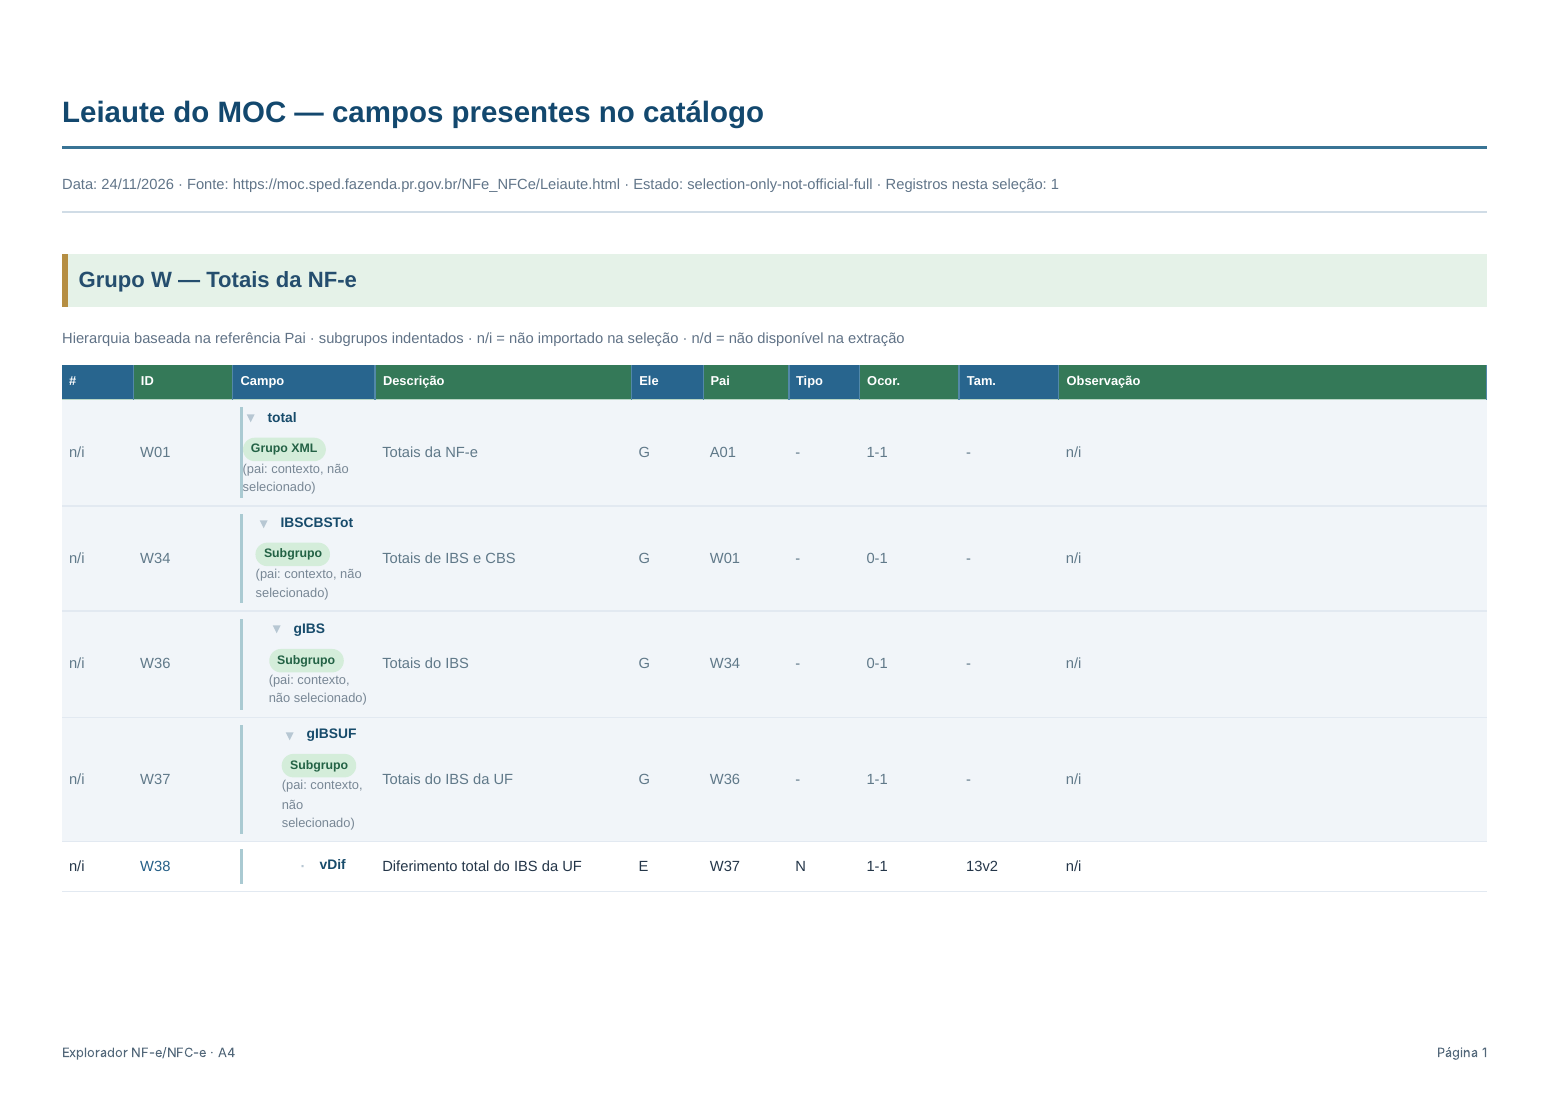 Leiaute do MOC — campos presentes no catálogo
Data: 24/11/2026 · Fonte: https://moc.sped.fazenda.pr.gov.br/NFe_NFCe/Leiaute.html · Estado: selection-only-not-official-full · Registros nesta seleção: 1
Grupo W — Totais da NF-e
Hierarquia baseada na referência Pai · subgrupos indentados · n/i = não importado na seleção · n/d = não disponível na extração
# ID Campo Descrição Ele Pai Tipo Ocor. Tam. Observação
▼ total
Grupo XML
n/i W01 Totais da NF-e G A01 - 1-1 - n/i
(pai: contexto, não
selecionado)
▼ IBSCBSTot
Subgrupo
n/i W34 Totais de IBS e CBS G W01 - 0-1 - n/i
(pai: contexto, não
selecionado)
▼ gIBS
Subgrupo
n/i W36 Totais do IBS G W34 - 0-1 - n/i
(pai: contexto,
não selecionado)
▼ gIBSUF
Subgrupo
n/i W37 Totais do IBS da UF G W36 - 1-1 - n/i
(pai: contexto,
não
selecionado)
n/i W38 · vDif Diferimento total do IBS da UF E W37 N 1-1 13v2 n/i
Explorador NF-e/NFC-e · A4 Página 1